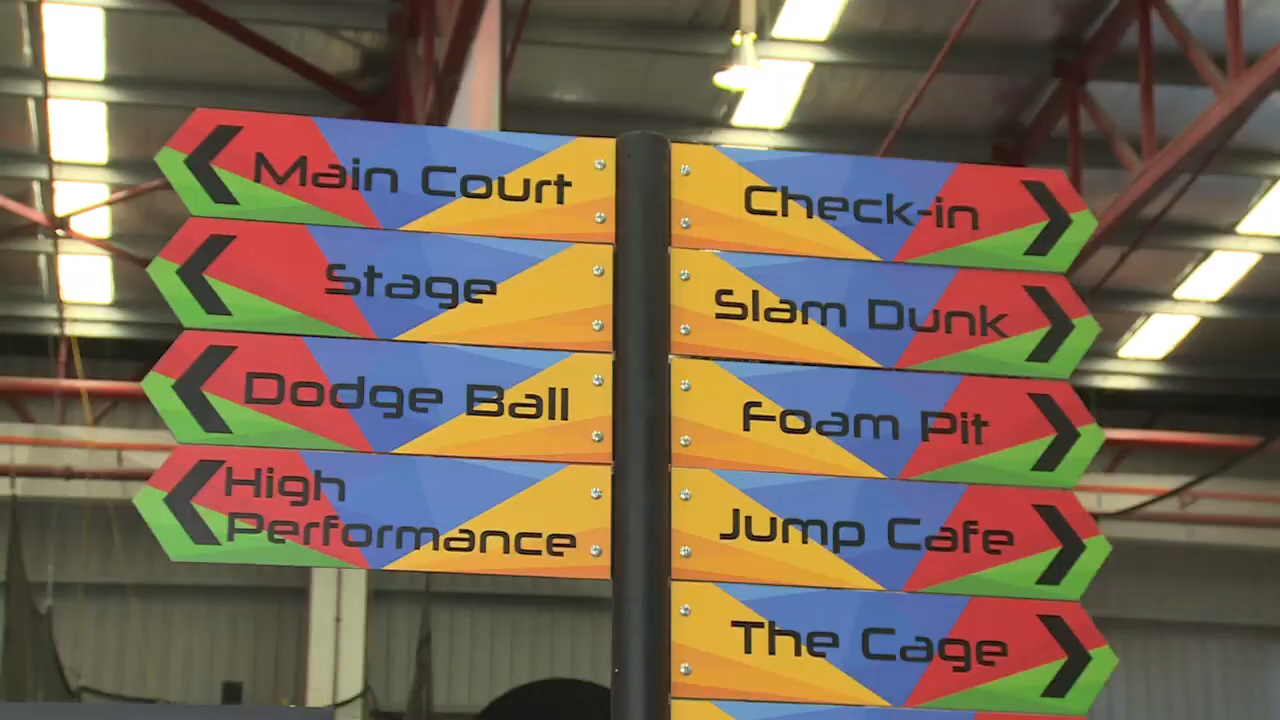 Main Court
Stage
Dodge Ball
High
Performance
Check-in
Slam Dunk
Foam Pit
Jump Cafe
The Cage